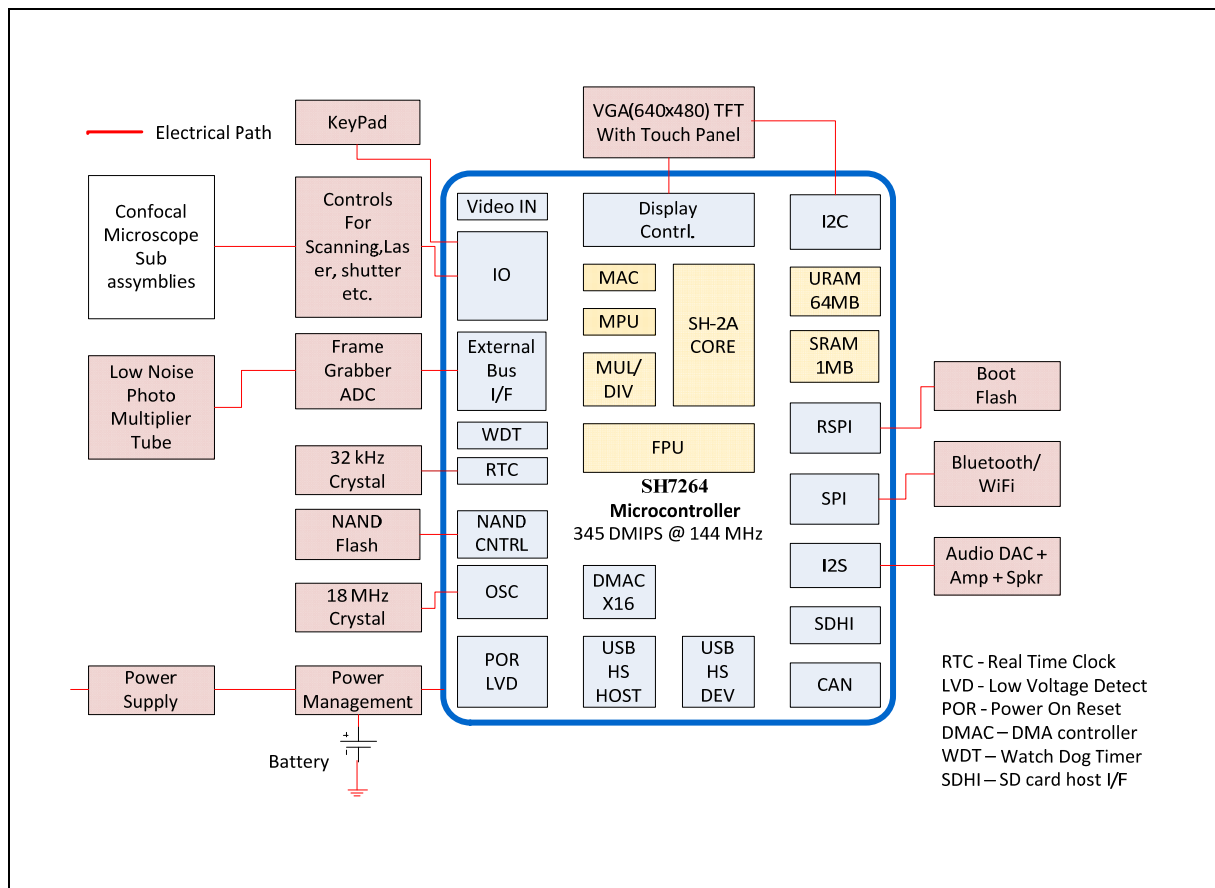 Electrical Path
KeyPad
VGA(640x480) TFT
With Touch Panel
Confocal
Microscope
Sub
assymblies
Controls
For
Scanning,Las
er, shutter
etc.
Video IN
IO
Display
Contrl.
I2C
MAC
MPU
MUL/
DIV
SH-2A
CORE
URAM
64MB
SRAM
1MB
Low Noise
Photo
Multiplier
Tube
Frame
Grabber
ADC
External
Bus
I/F
Boot
Flash
RSPI
WDT
FPU
32 kHz
Crystal
RTC
SH7264
Microcontroller
345 DMIPS @ 144 MHz
SPI
Bluetooth/
WiFi
NAND
Flash
NAND
CNTRL
I2S
Audio DAC +
Amp + Spkr
18 MHz
Crystal
OSC
DMAC
X16
SDHI
Power
Supply
Power
Management
POR
LVD
USB
HS
HOST
USB
HS
DEV
CAN
+
-
Battery
RTC - Real Time Clock
LVD - Low Voltage Detect
POR - Power On Reset
DMAC – DMA controller
WDT – Watch Dog Timer
SDHI – SD card host I/F